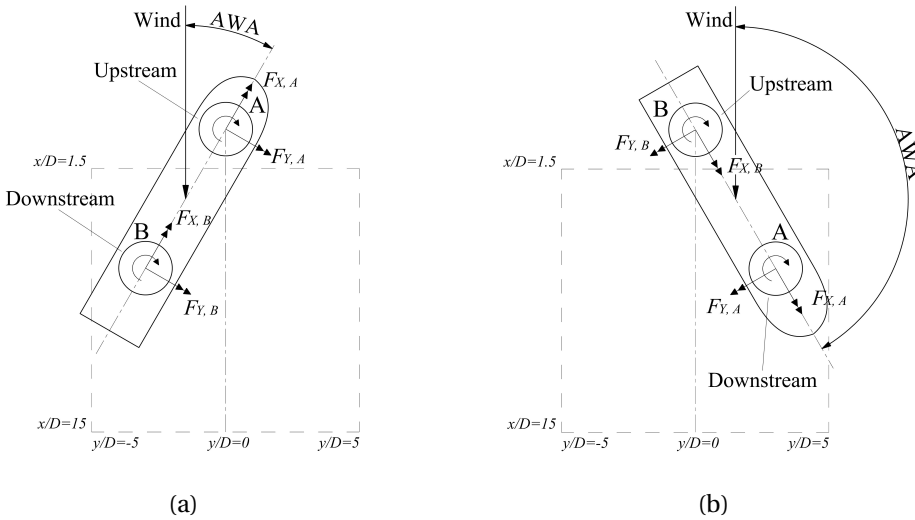 Wind
AWA
Upstream
F_{X, A}
A
F_{Y, A}
x/D=1.5
Downstream
F_{X, B}
B
F_{Y, B}
x/D=15
y/D=-5
y/D=0
y/D=5
(a)
Wind
AWA
Upstream
B
F_{Y, B}
F_{X, B}
x/D=1.5
A
F_{Y, A}
F_{X, A}
Downstream
x/D=15
y/D=-5
y/D=0
y/D=5
(b)